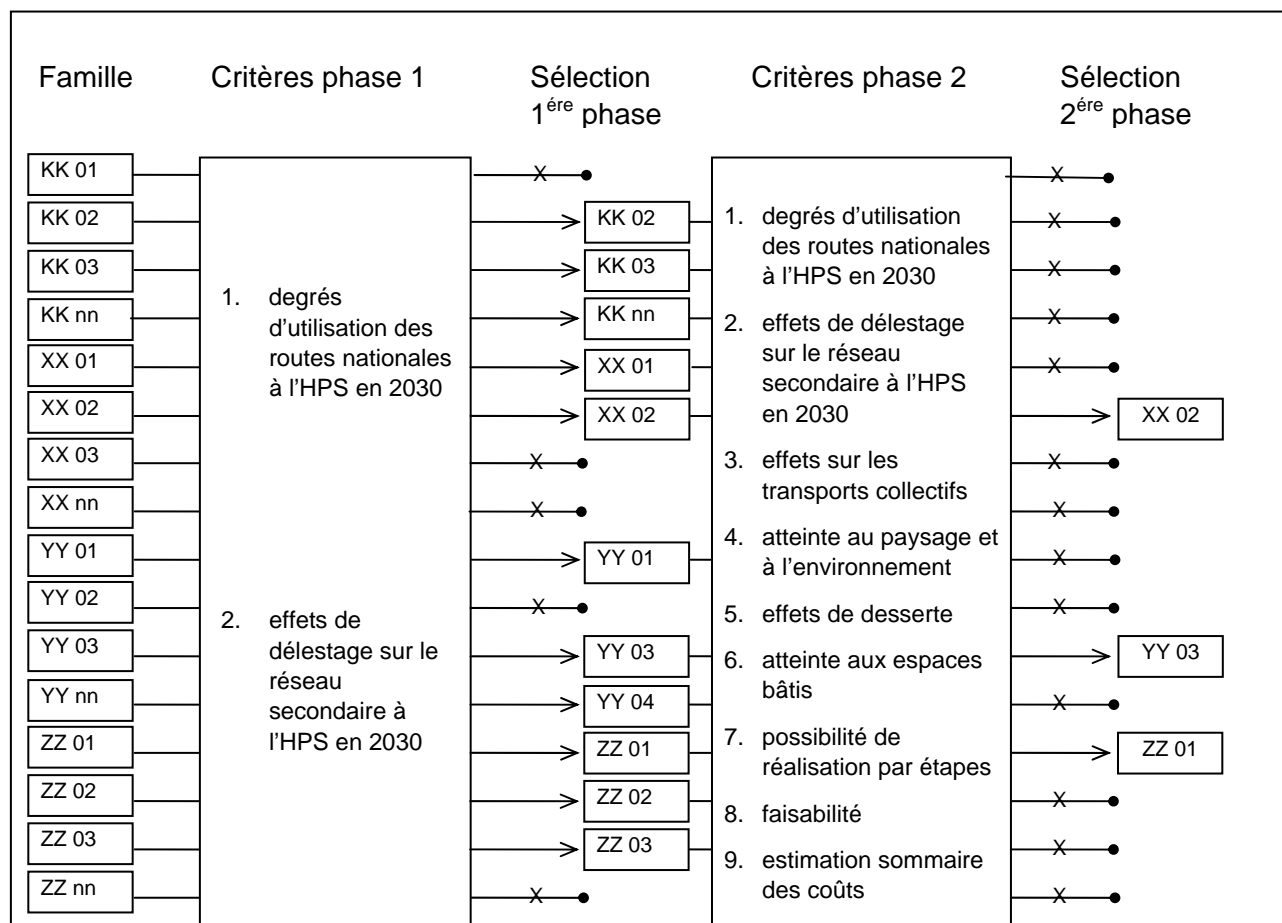 Famille
Critères phase 1
Sélection
1ére phase
Critères phase 2
Sélection
2ére phase
KK 01
KK 02
KK 03
KK nn
XX 01
XX 02
XX 03
XX nn
YY 01
YY 02
YY 03
YY nn
ZZ 01
ZZ 02
ZZ 03
ZZ nn
1. degrés
d'utilisation des
routes nationales
à l'HPS en 2030
2. effets de
délestage sur le
réseau
secondaire à
l'HPS en 2030
X
KK 02
KK 03
KK nn
XX 01
XX 02
X
X
YY 01
X
YY 03
YY 04
ZZ 01
ZZ 02
ZZ 03
X
1. degrés d'utilisation
des routes nationales
à l'HPS en 2030
2. effets de délestage
sur le réseau
secondaire à l'HPS
en 2030
3. effets sur les
transports collectifs
4. atteinte au paysage et
à l'environnement
5. effets de desserte
6. atteinte aux espaces
bâtis
7. possibilité de
réalisation par étapes
8. faisabilité
9. estimation sommaire
des coûts
X
X
X
X
X
XX 02
X
X
X
X
YY 03
X
ZZ 01
X
X
X